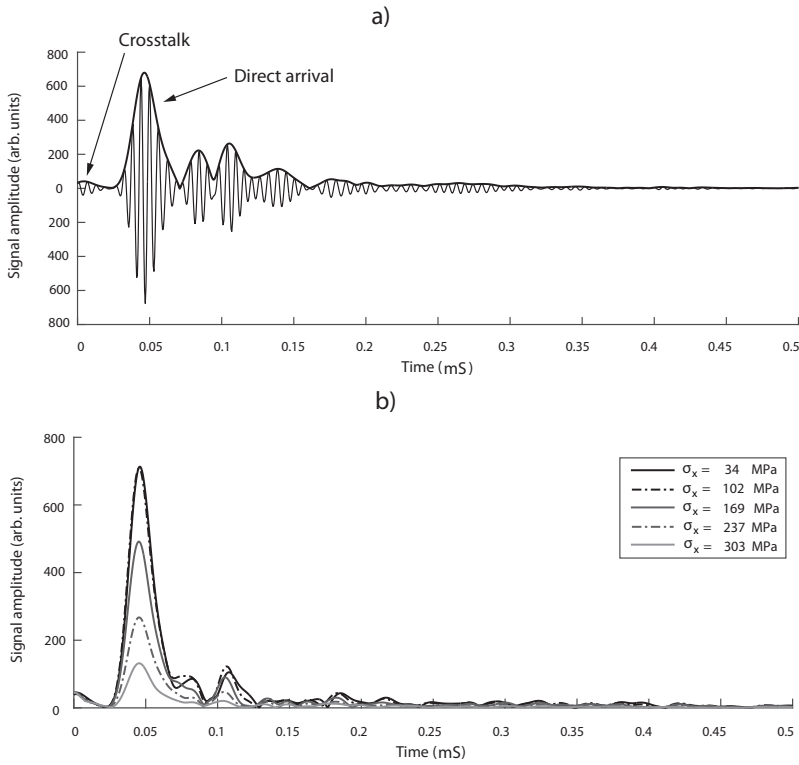 a)
Crosstalk
Direct arrival
Signal amplitude (arb. units)
800
600
400
200
0
200
400
600
800
0 0.05 0.1 0.15 0.2 0.25 0.3 0.35 0.4 0.45 0.5
Time (mS)
b)
Signal amplitude (arb. units)
800
600
400
200
0
σx = 34 MPa
σx = 102 MPa
σx = 169 MPa
σx = 237 MPa
σx = 303 MPa
0 0.05 0.1 0.15 0.2 0.25 0.3 0.35 0.4 0.45 0.5
Time (mS)